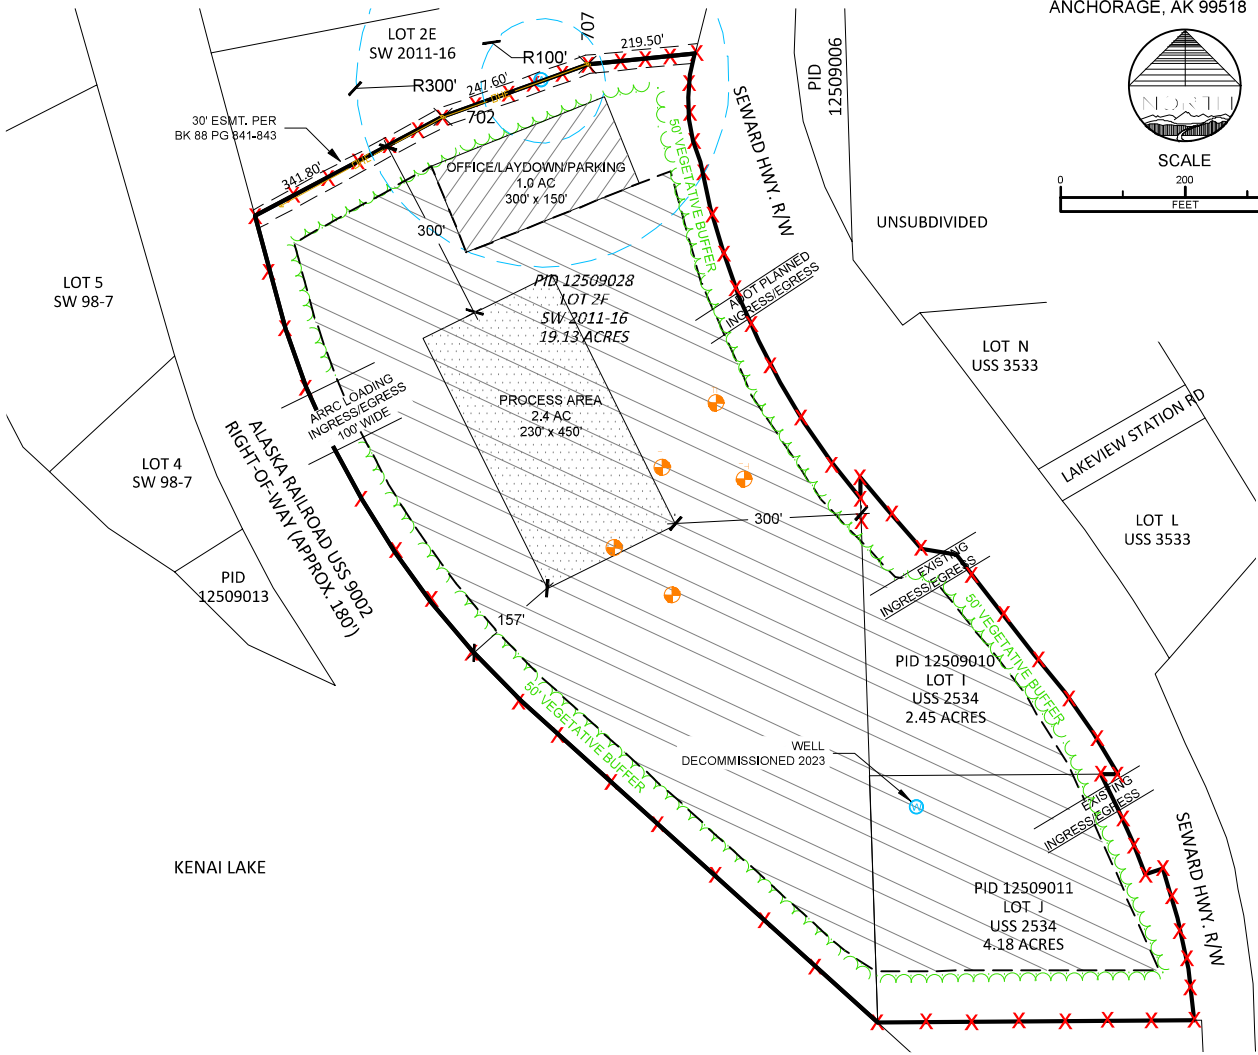 ANCHORAGE, AK 99518
NORTH
SCALE
0
200
FEET
LOT 2E
SW 2011-16
R100'
R300'
707
219.50'
247.60'
OHE
702
30' ESMT. PER
BK 88 PG 841-843
341.80'
PID
12509006
SEWARD HWY. R/W
50' VEGETATIVE BUFFER
OFFICE/LAYDOWN/PARKING
1.0 AC
300' x 150'
UNSUBDIVIDED
300'
LOT 5
SW 98-7
PID 12509028
LOT 2F
SW 2011-16
19.13 ACRES
ADOT PLANNED
INGRESS/EGRESS
LOT N
USS 3533
LAKEVIEW STATION RD
ARRC LOADING
INGRESS/EGRESS
100' WIDE
PROCESS AREA
2.4 AC
230' x 450'
ALASKA RAILROAD USS 9002
RIGHT-OF-WAY (APPROX. 180')
LOT 4
SW 98-7
300'
LOT L
USS 3533
PID
12509013
EXISTING
INGRESS/EGRESS
50' VEGETATIVE BUFFER
157'
PID 12509010
LOT I
USS 2534
2.45 ACRES
50' VEGETATIVE BUFFER
WELL
DECOMMISSIONED 2023
W
EXISTING
INGRESS/EGRESS
KENAI LAKE
PID 12509011
LOT J
USS 2534
4.18 ACRES
SEWARD HWY. R/W